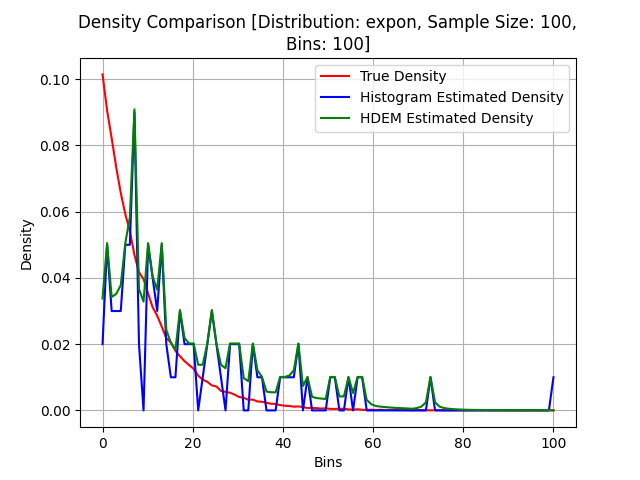 Density Comparison [Distribution: expon, Sample Size: 100,
Bins: 100]
True Density
Histogram Estimated Density
HDEM Estimated Density
Density
0.10
0.08
0.06
0.04
0.02
0.00
0 20 40 60 80 100
Bins